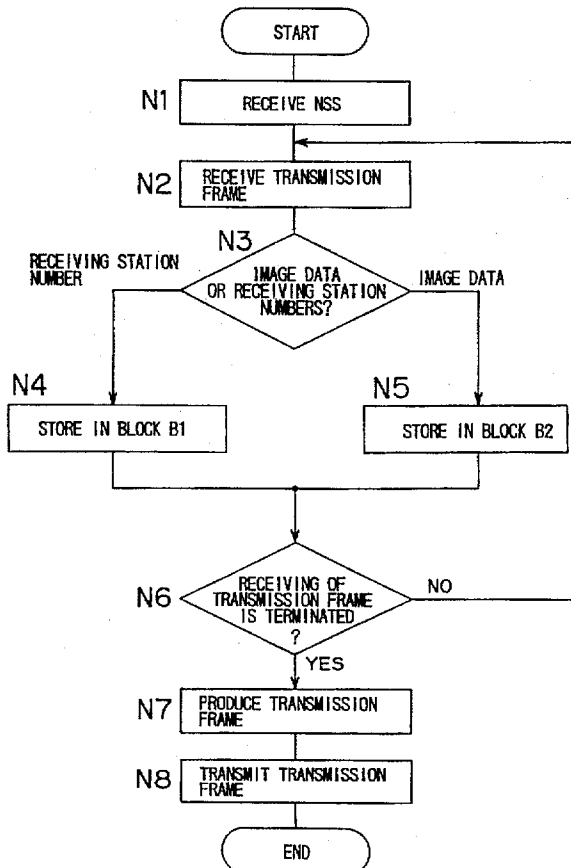 START
N1
RECEIVE NSS
N2
RECEIVE TRANSMISSION
FRAME
N3
RECEIVING STATION
NUMBER
IMAGE DATA
OR RECEIVING STATION
NUMBERS?
IMAGE DATA
N4
STORE IN BLOCK B1
N5
STORE IN BLOCK B2
N6
RECEIVING OF
TRANSMISSION FRAME
IS TERMINATED
?
NO
YES
N7
PRODUCE TRANSMISSION
FRAME
N8
TRANSMIT TRANSMISSION
FRAME
END